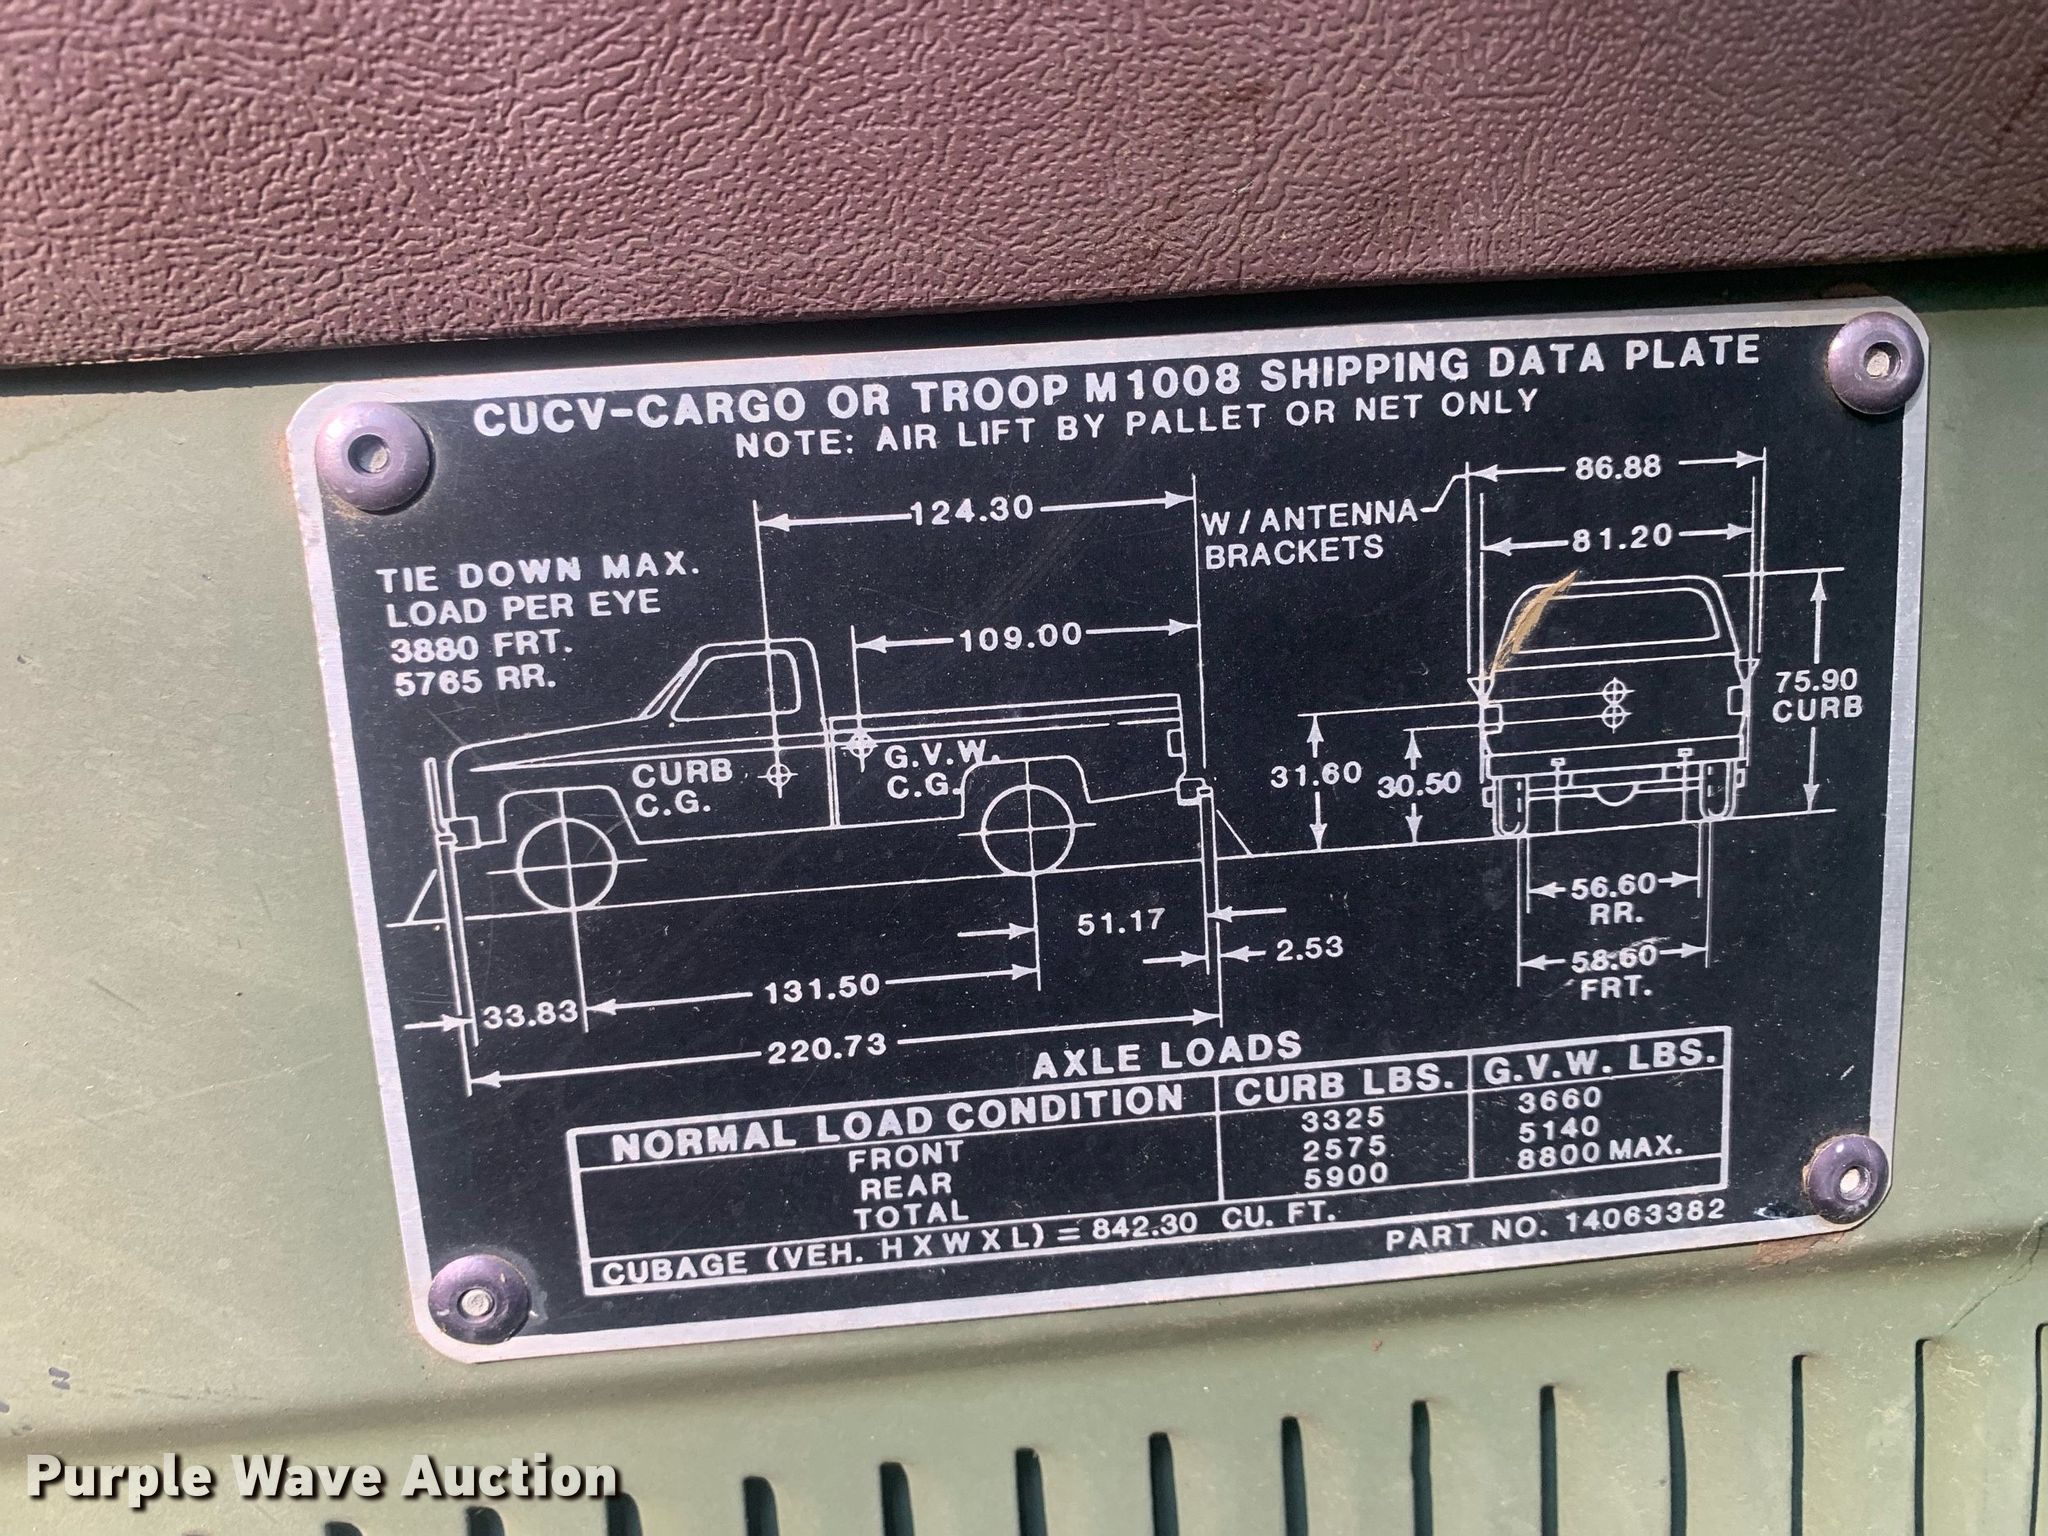 CUCV-CARGO OR TROOP M1008 SHIPPING DATA PLATE
NOTE: AIR LIFT BY PALLET OR NET ONLY
TIE DOWN MAX.
LOAD PER EYE
3880 FRT.
5765 RR.
124.30
109.00
CURB
C.G.
G.V.W.
C.G.
W/ANTENNA
BRACKETS
86.88
81.20
75.90
CURB
31.60
30.50
56.60
RR.
58.60
FRT.
51.17
2.53
33.83
131.50
220.73
AXLE LOADS
NORMAL LOAD CONDITION CURB LBS. G.V.W. LBS.
FRONT 3325 3660
REAR 2575 5140
TOTAL 5900 8800 MAX.
CUBAGE (VEH. H X W X L) = 842.30 CU. FT.
PART NO. 14063382
Purple Wave Auction